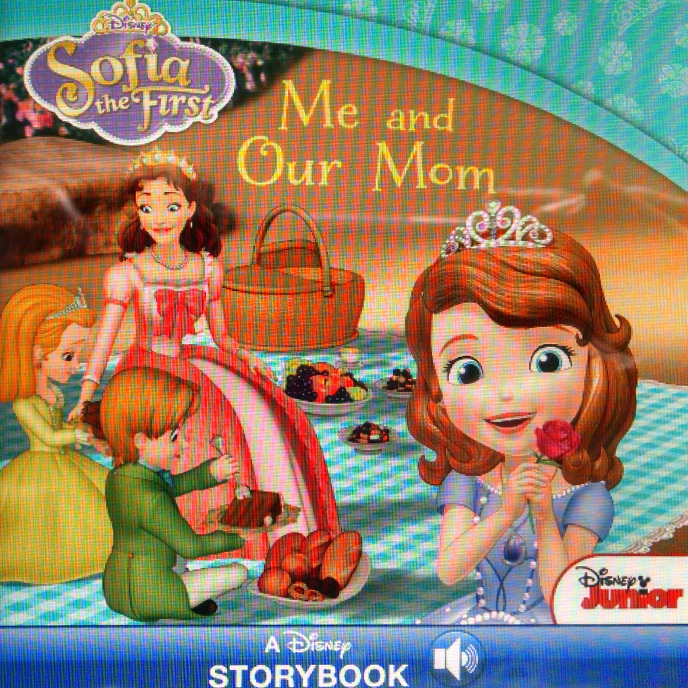 Disney
Sofia
the First
Me and
Our Mom
Disney
Junior
A Disney
STORYBOOK